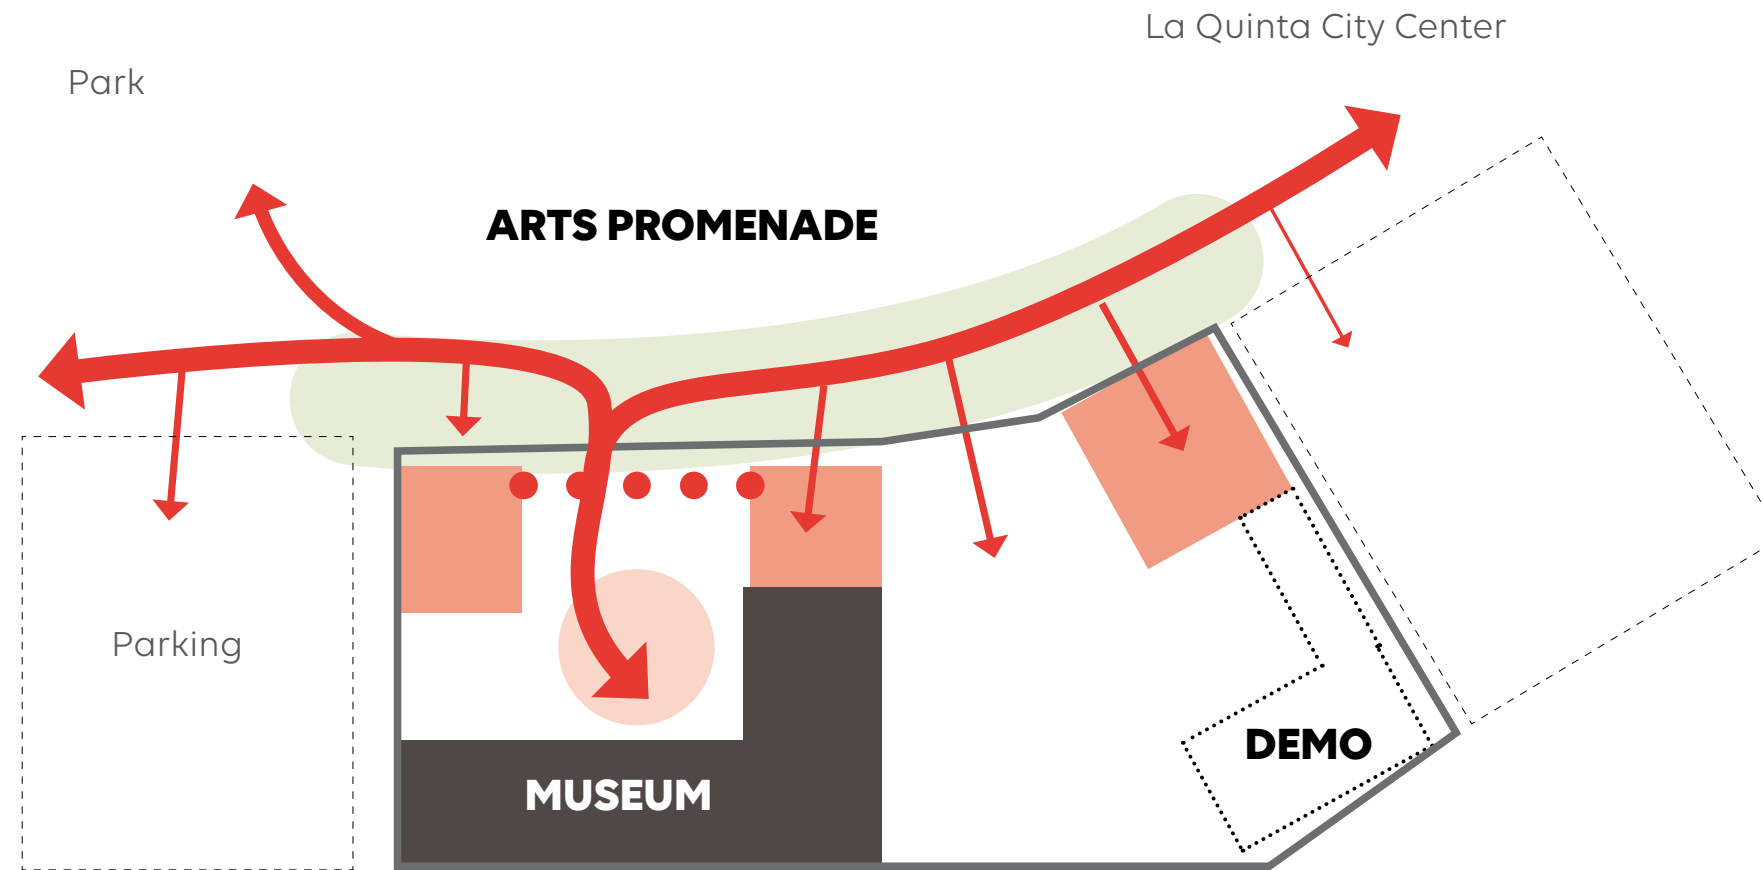 La Quinta City Center
Park
ARTS PROMENADE
Parking
DEMO
MUSEUM